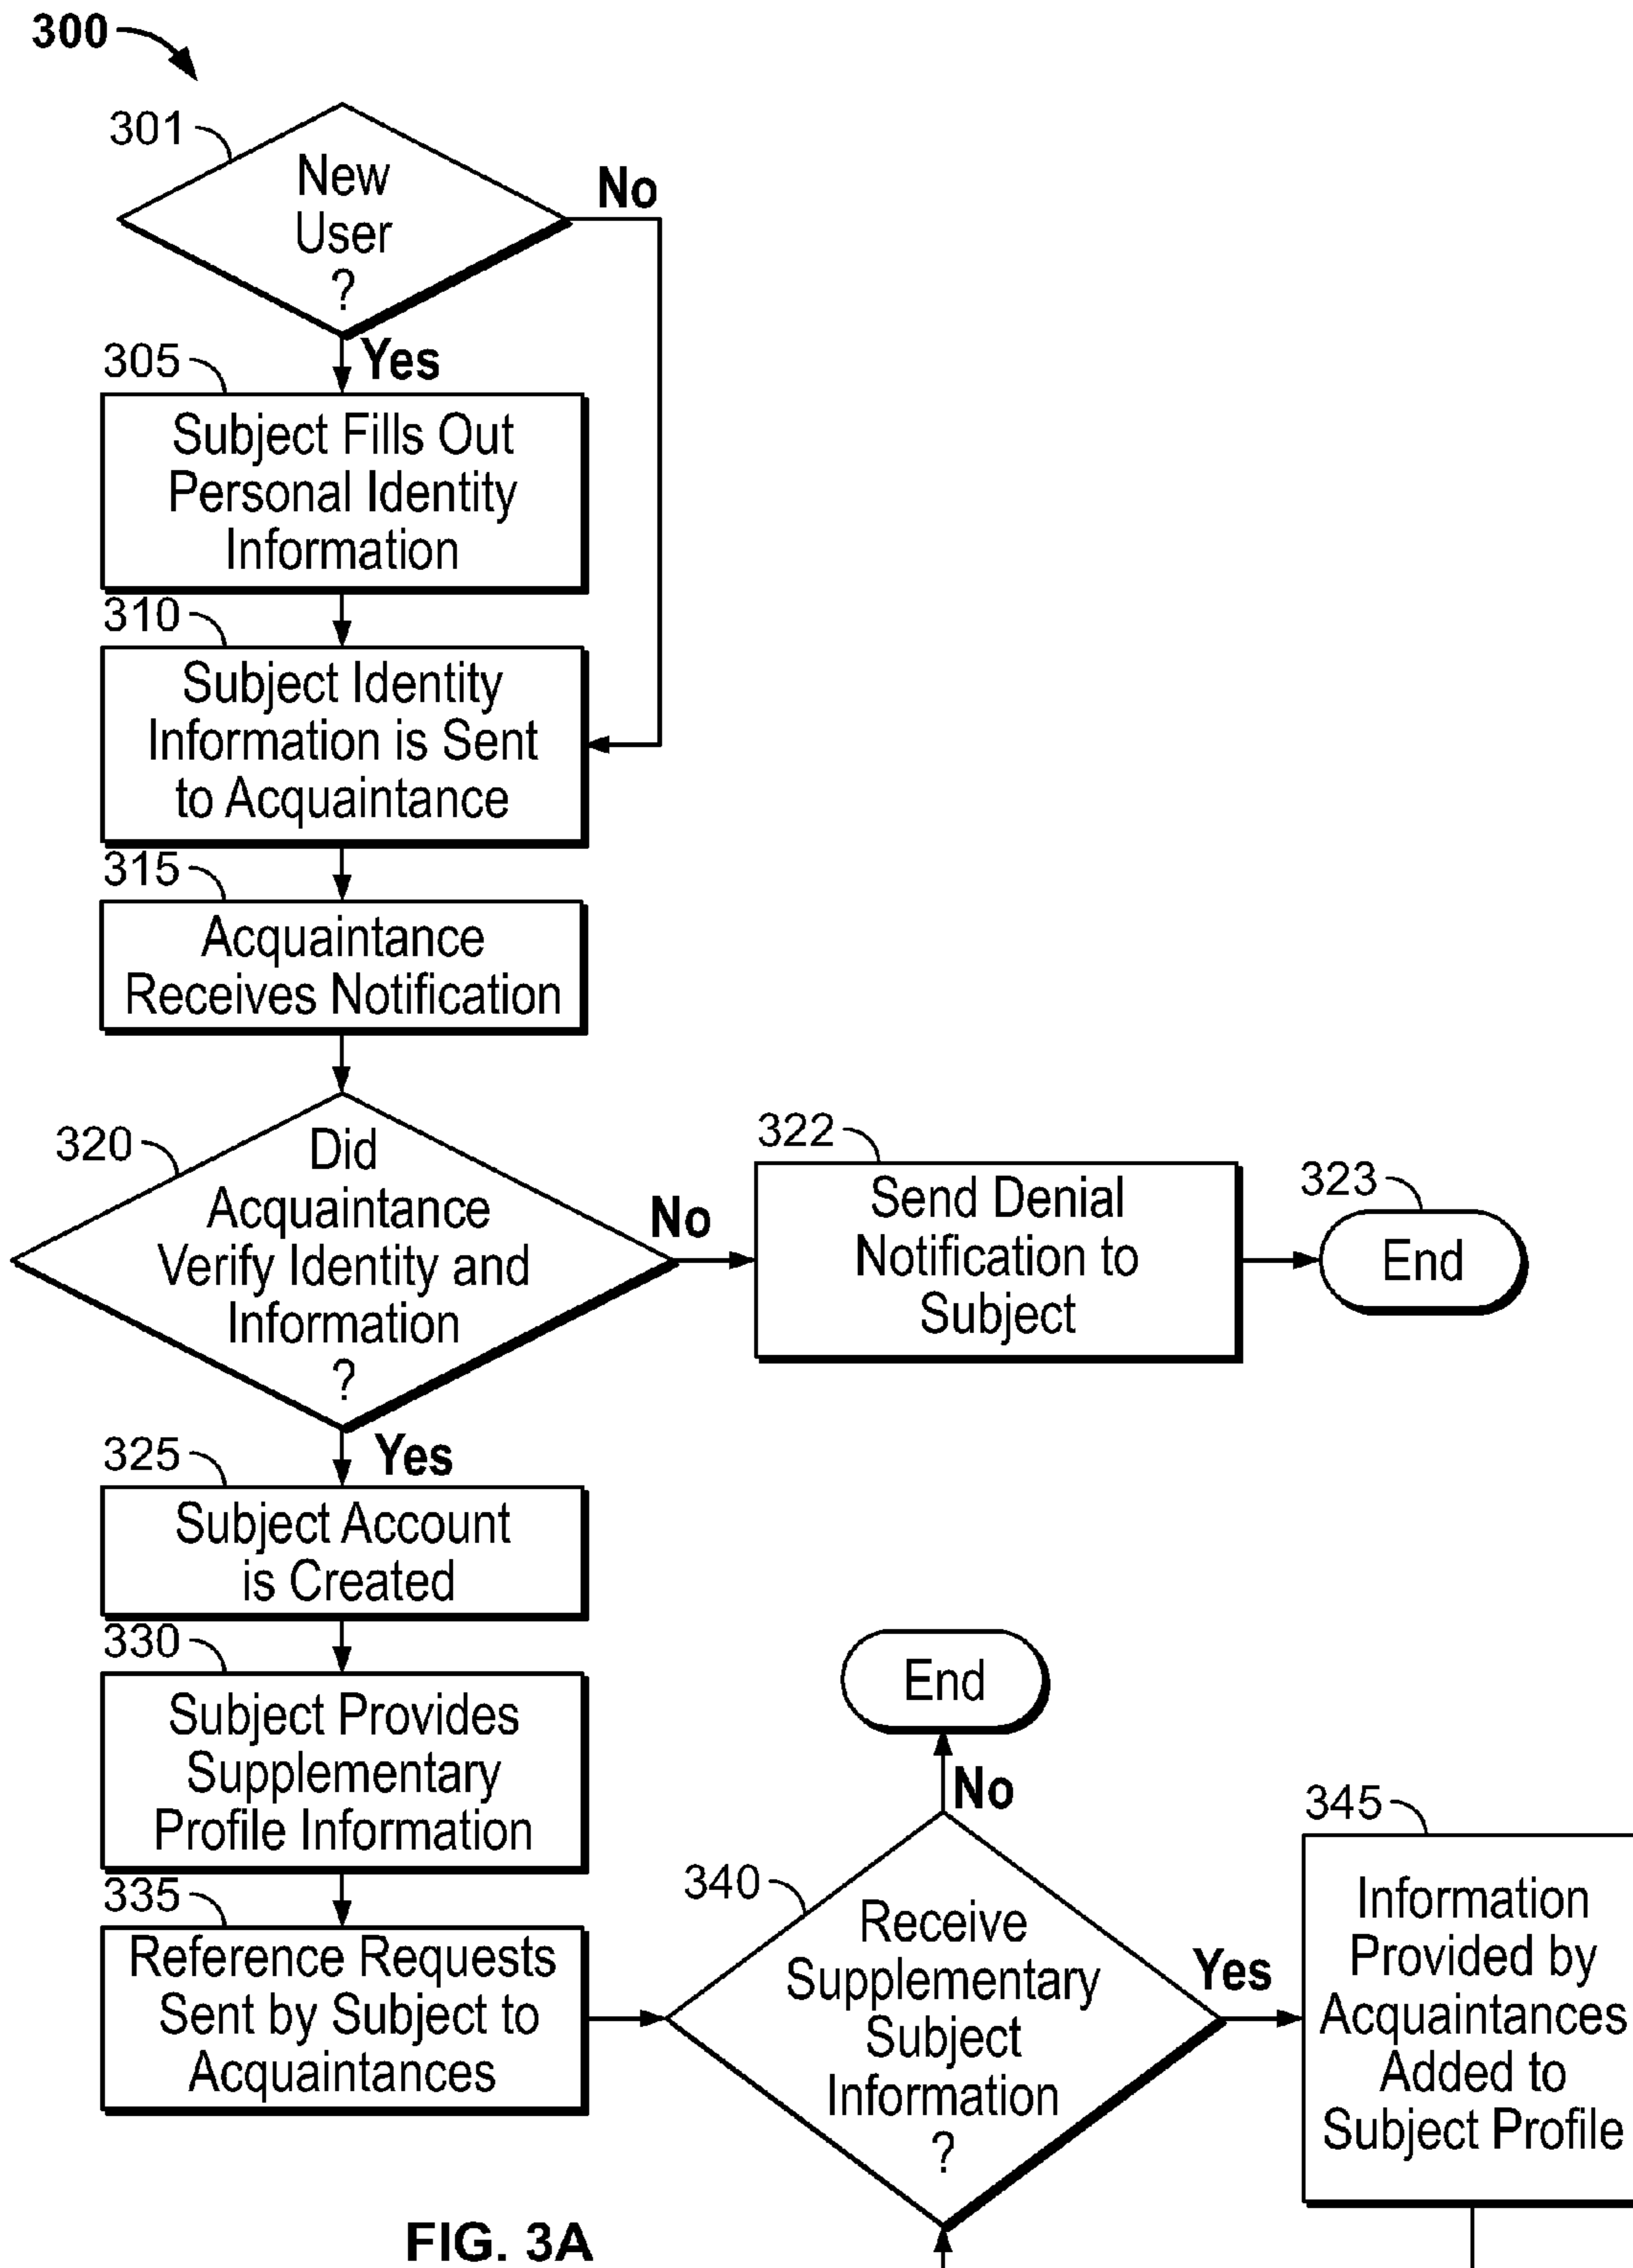 300
301
New
User
?
No
Yes
305
Subject Fills Out
Personal Identity
Information
310
Subject Identity
Information is Sent
to Acquaintance
315
Acquaintance
Receives Notification
320
Did
Acquaintance
Verify Identity and
Information
?
No
322
Send Denial
Notification to
Subject
323
End
Yes
325
Subject Account
is Created
330
Subject Provides
Supplementary
Profile Information
335
Reference Requests
Sent by Subject to
Acquaintances
End
No
340
Receive
Supplementary
Subject
Information
?
Yes
345
Information
Provided by
Acquaintances
Added to
Subject Profile
FIG. 3A